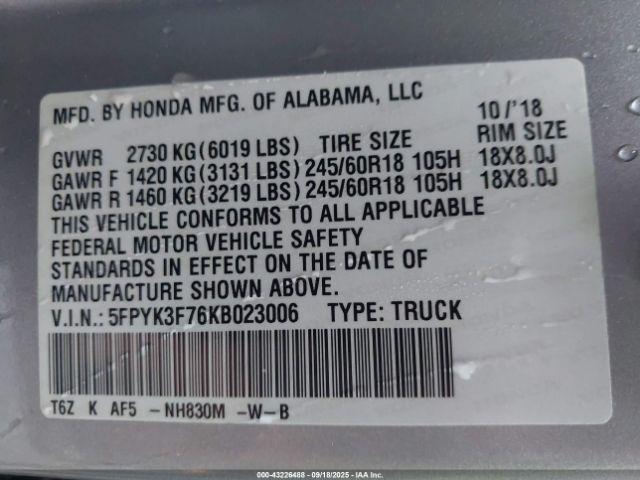 MFD. BY HONDA MFG. OF ALABAMA, LLC 10/'18
GVWR 2730 KG(6019 LBS) TIRE SIZE RIM SIZE
GAWR F 1420 KG(3131 LBS) 245/60R18 105H 18X8.0J
GAWR R 1460 KG(3219 LBS) 245/60R18 105H 18X8.0J
THIS VEHICLE CONFORMS TO ALL APPLICABLE
FEDERAL MOTOR VEHICLE SAFETY
STANDARDS IN EFFECT ON THE DATE OF
MANUFACTURE SHOWN ABOVE.
V.I.N.: 5FPYK3F76KB023006 TYPE: TRUCK
T6Z K AF5 -NH830M -W-B
000-43226488 - 09/18/2025 - IAA Inc.